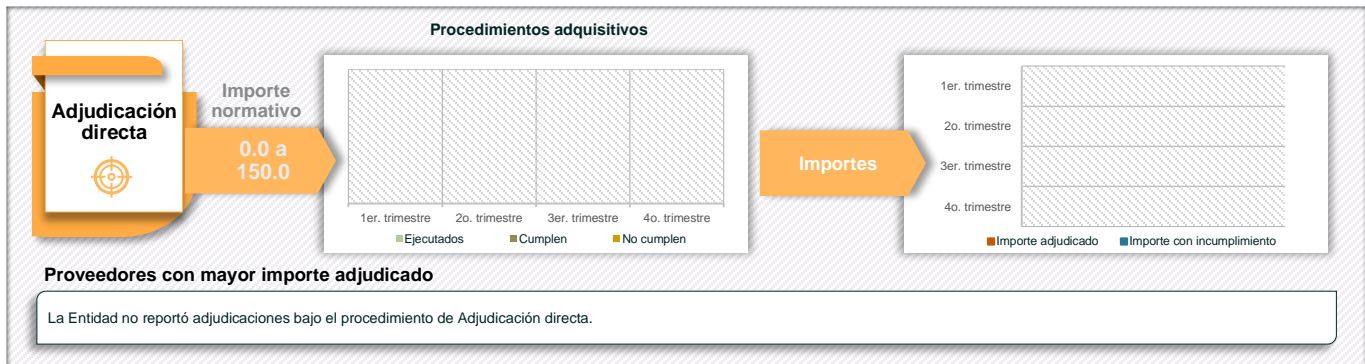 Procedimientos adquisitivos
Adjudicación
directa
Importe
normativo
0.0 a
150.0
1er. trimestre
2o. trimestre
3er. trimestre
4o. trimestre
Ejecutados
Cumplen
No cumplen
Importes
1er. trimestre
2o. trimestre
3er. trimestre
4o. trimestre
Importe adjudicado
Importe con incumplimiento
Proveedores con mayor importe adjudicado
La Entidad no reportó adjudicaciones bajo el procedimiento de Adjudicación directa.